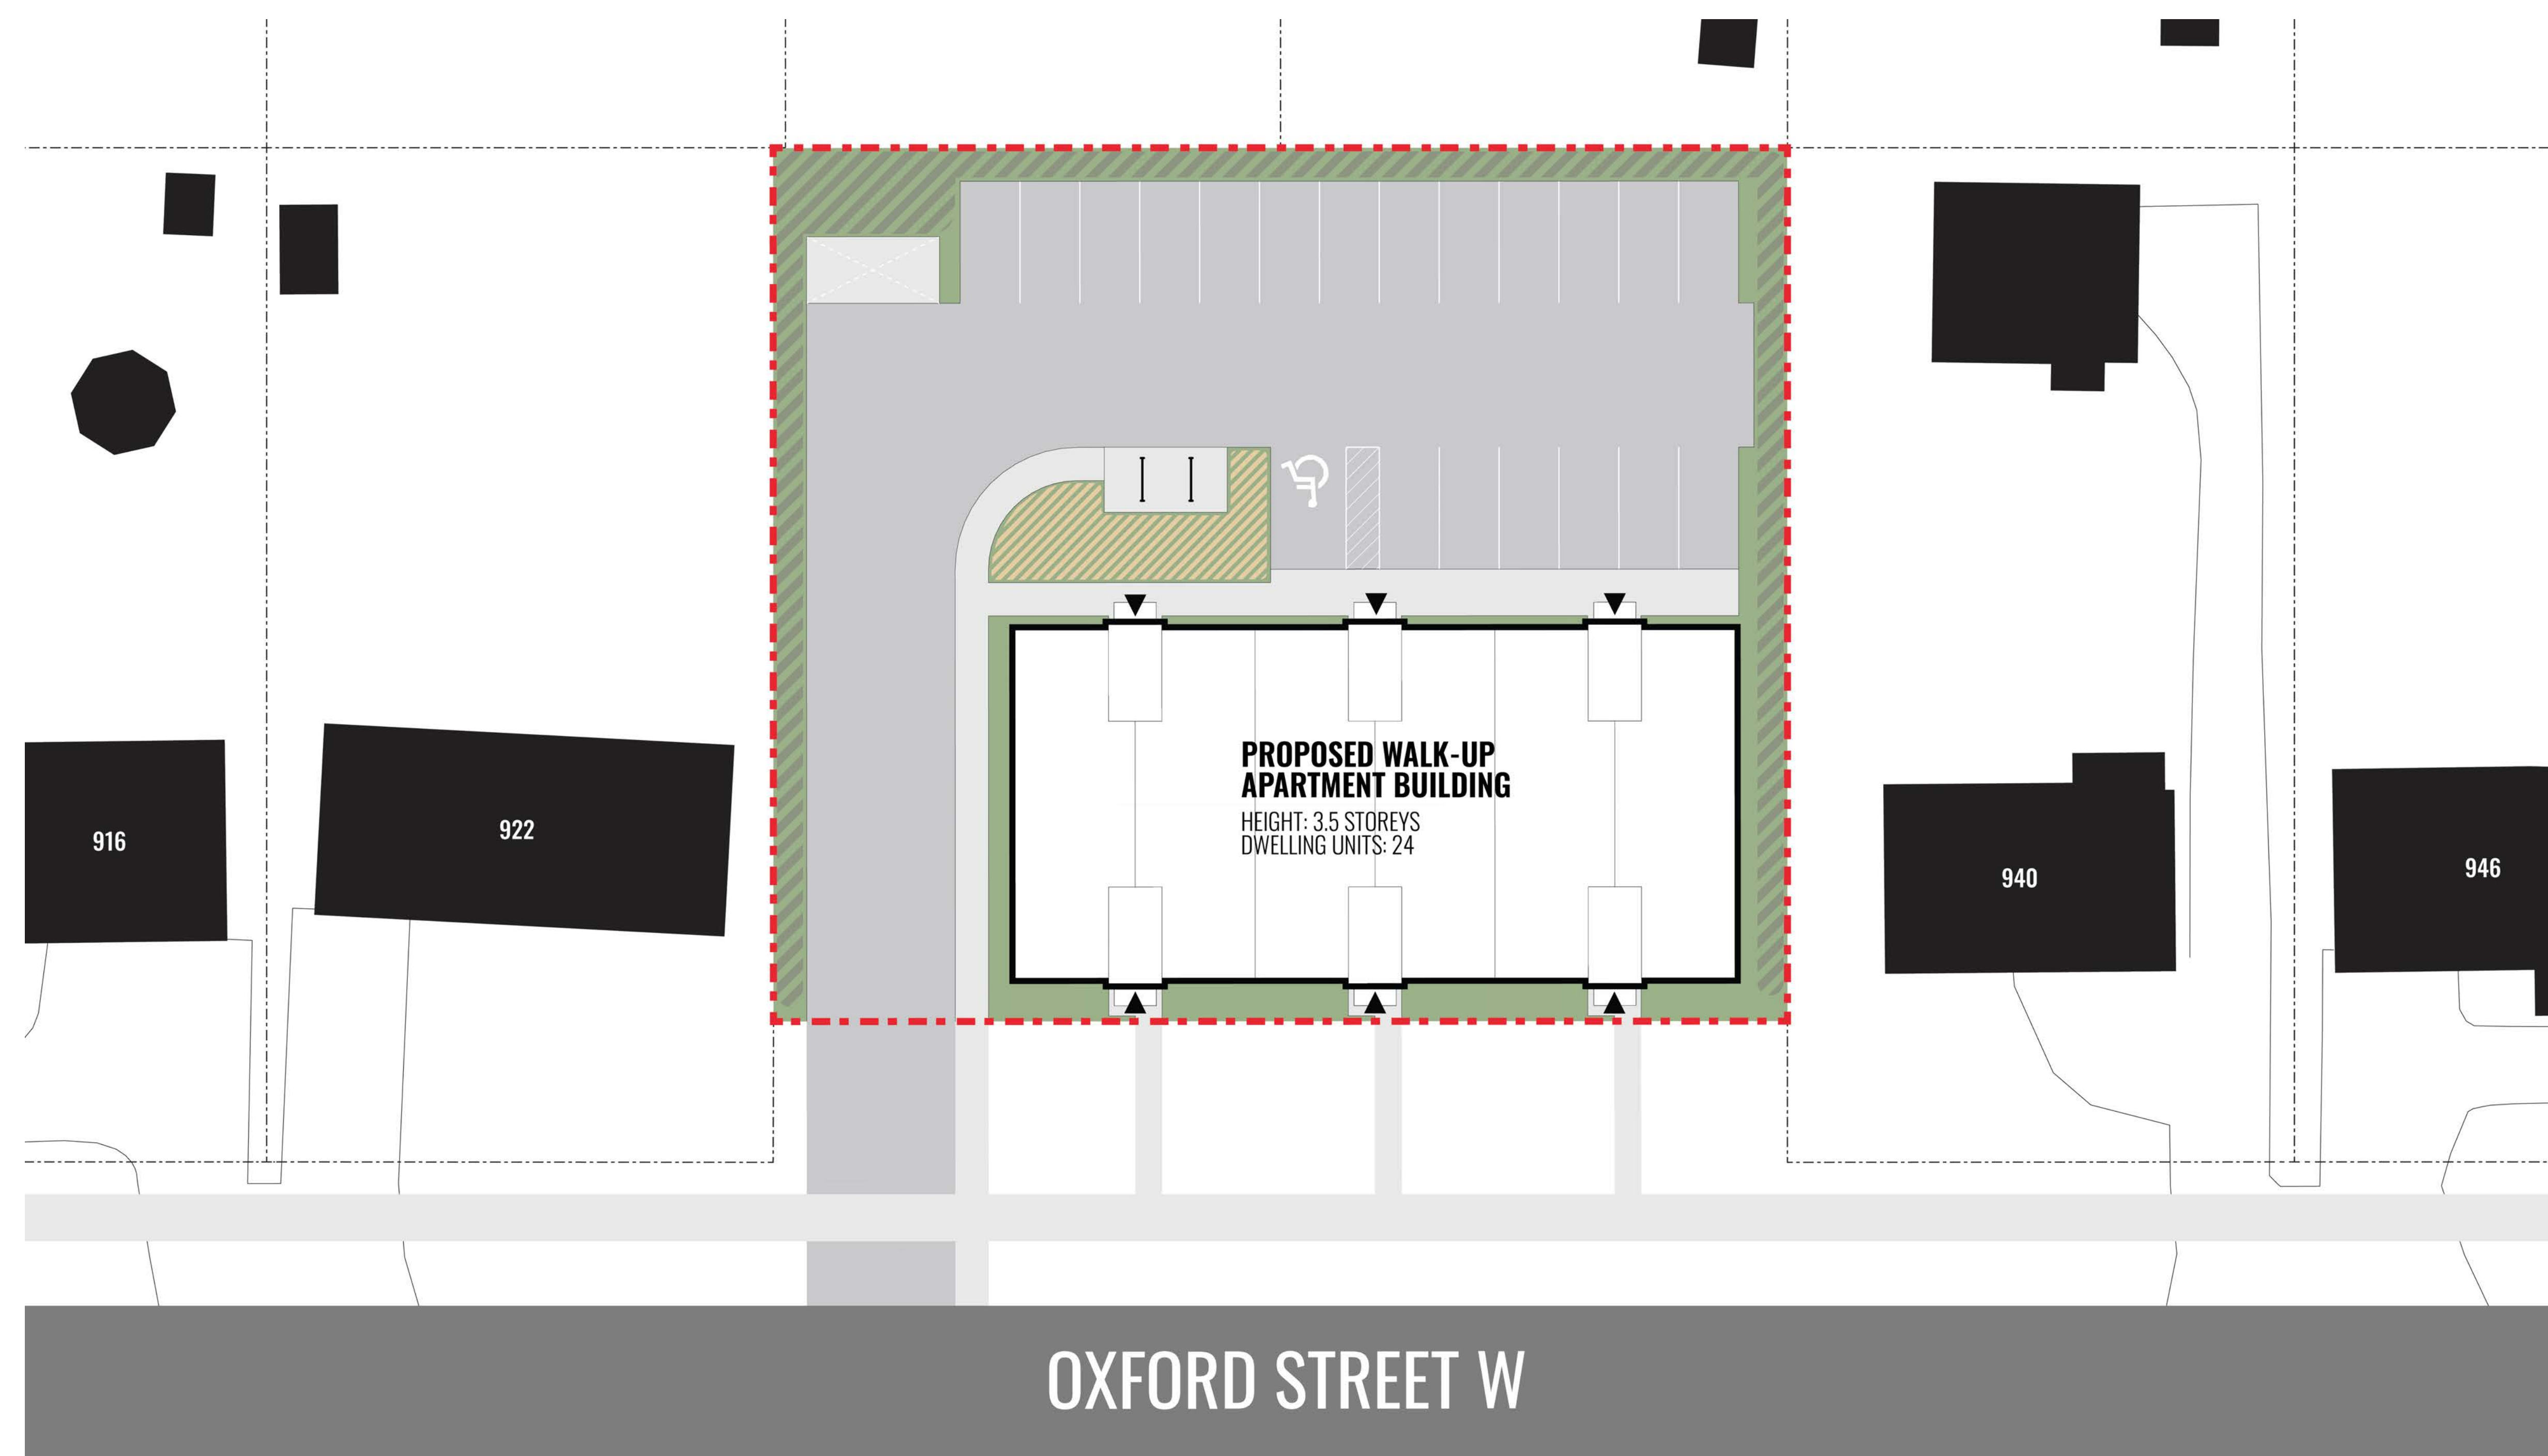 PROPOSED WALK-UP
APARTMENT BUILDING
HEIGHT: 3.5 STOREYS
DWELLING UNITS: 24
916
922
940
946
OXFORD STREET W